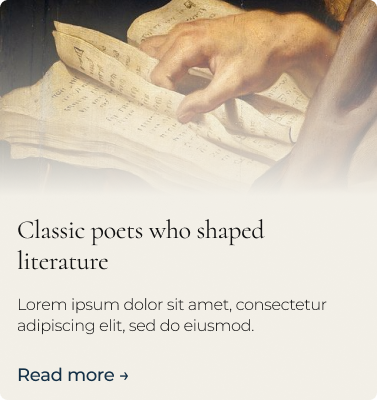 Classic poets who shaped
literature
Lorem ipsum dolor sit amet, consectetur
adipiscing elit, sed do eiusmod.
Read more →